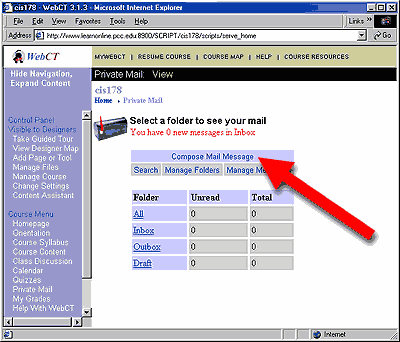 cis178 - WebCT 3.1.3 - Microsoft Internet Explorer
File Edit View Favorites Tools Help Links »
Address http://www.learnonline.pcc.edu:8900/SCRIPT/cis178/scripts/serve_home Go
WebCT MYWEBCT | RESUME COURSE | COURSE MAP | HELP | COURSE RESOURCES
Hide Navigation,
Expand Content
Private Mail: View
cis178
Home › Private Mail
Select a folder to see your mail
You have 0 new messages in Inbox
Compose Mail Message
Search Manage Folders Manage
Folder Unread Total
All 0 0
Inbox 0 0
Outbox 0 0
Draft 0 0
Control Panel
Visible to Designers
Take Guided Tour
View Designer Map
Add Page or Tool
Manage Files
Manage Course
Change Settings
Content Assistant
Course Menu
Homepage
Orientation
Course Syllabus
Course Content
Class Discussion
Calendar
Quizzes
Private Mail
My Grades
Help With WebCT
Internet